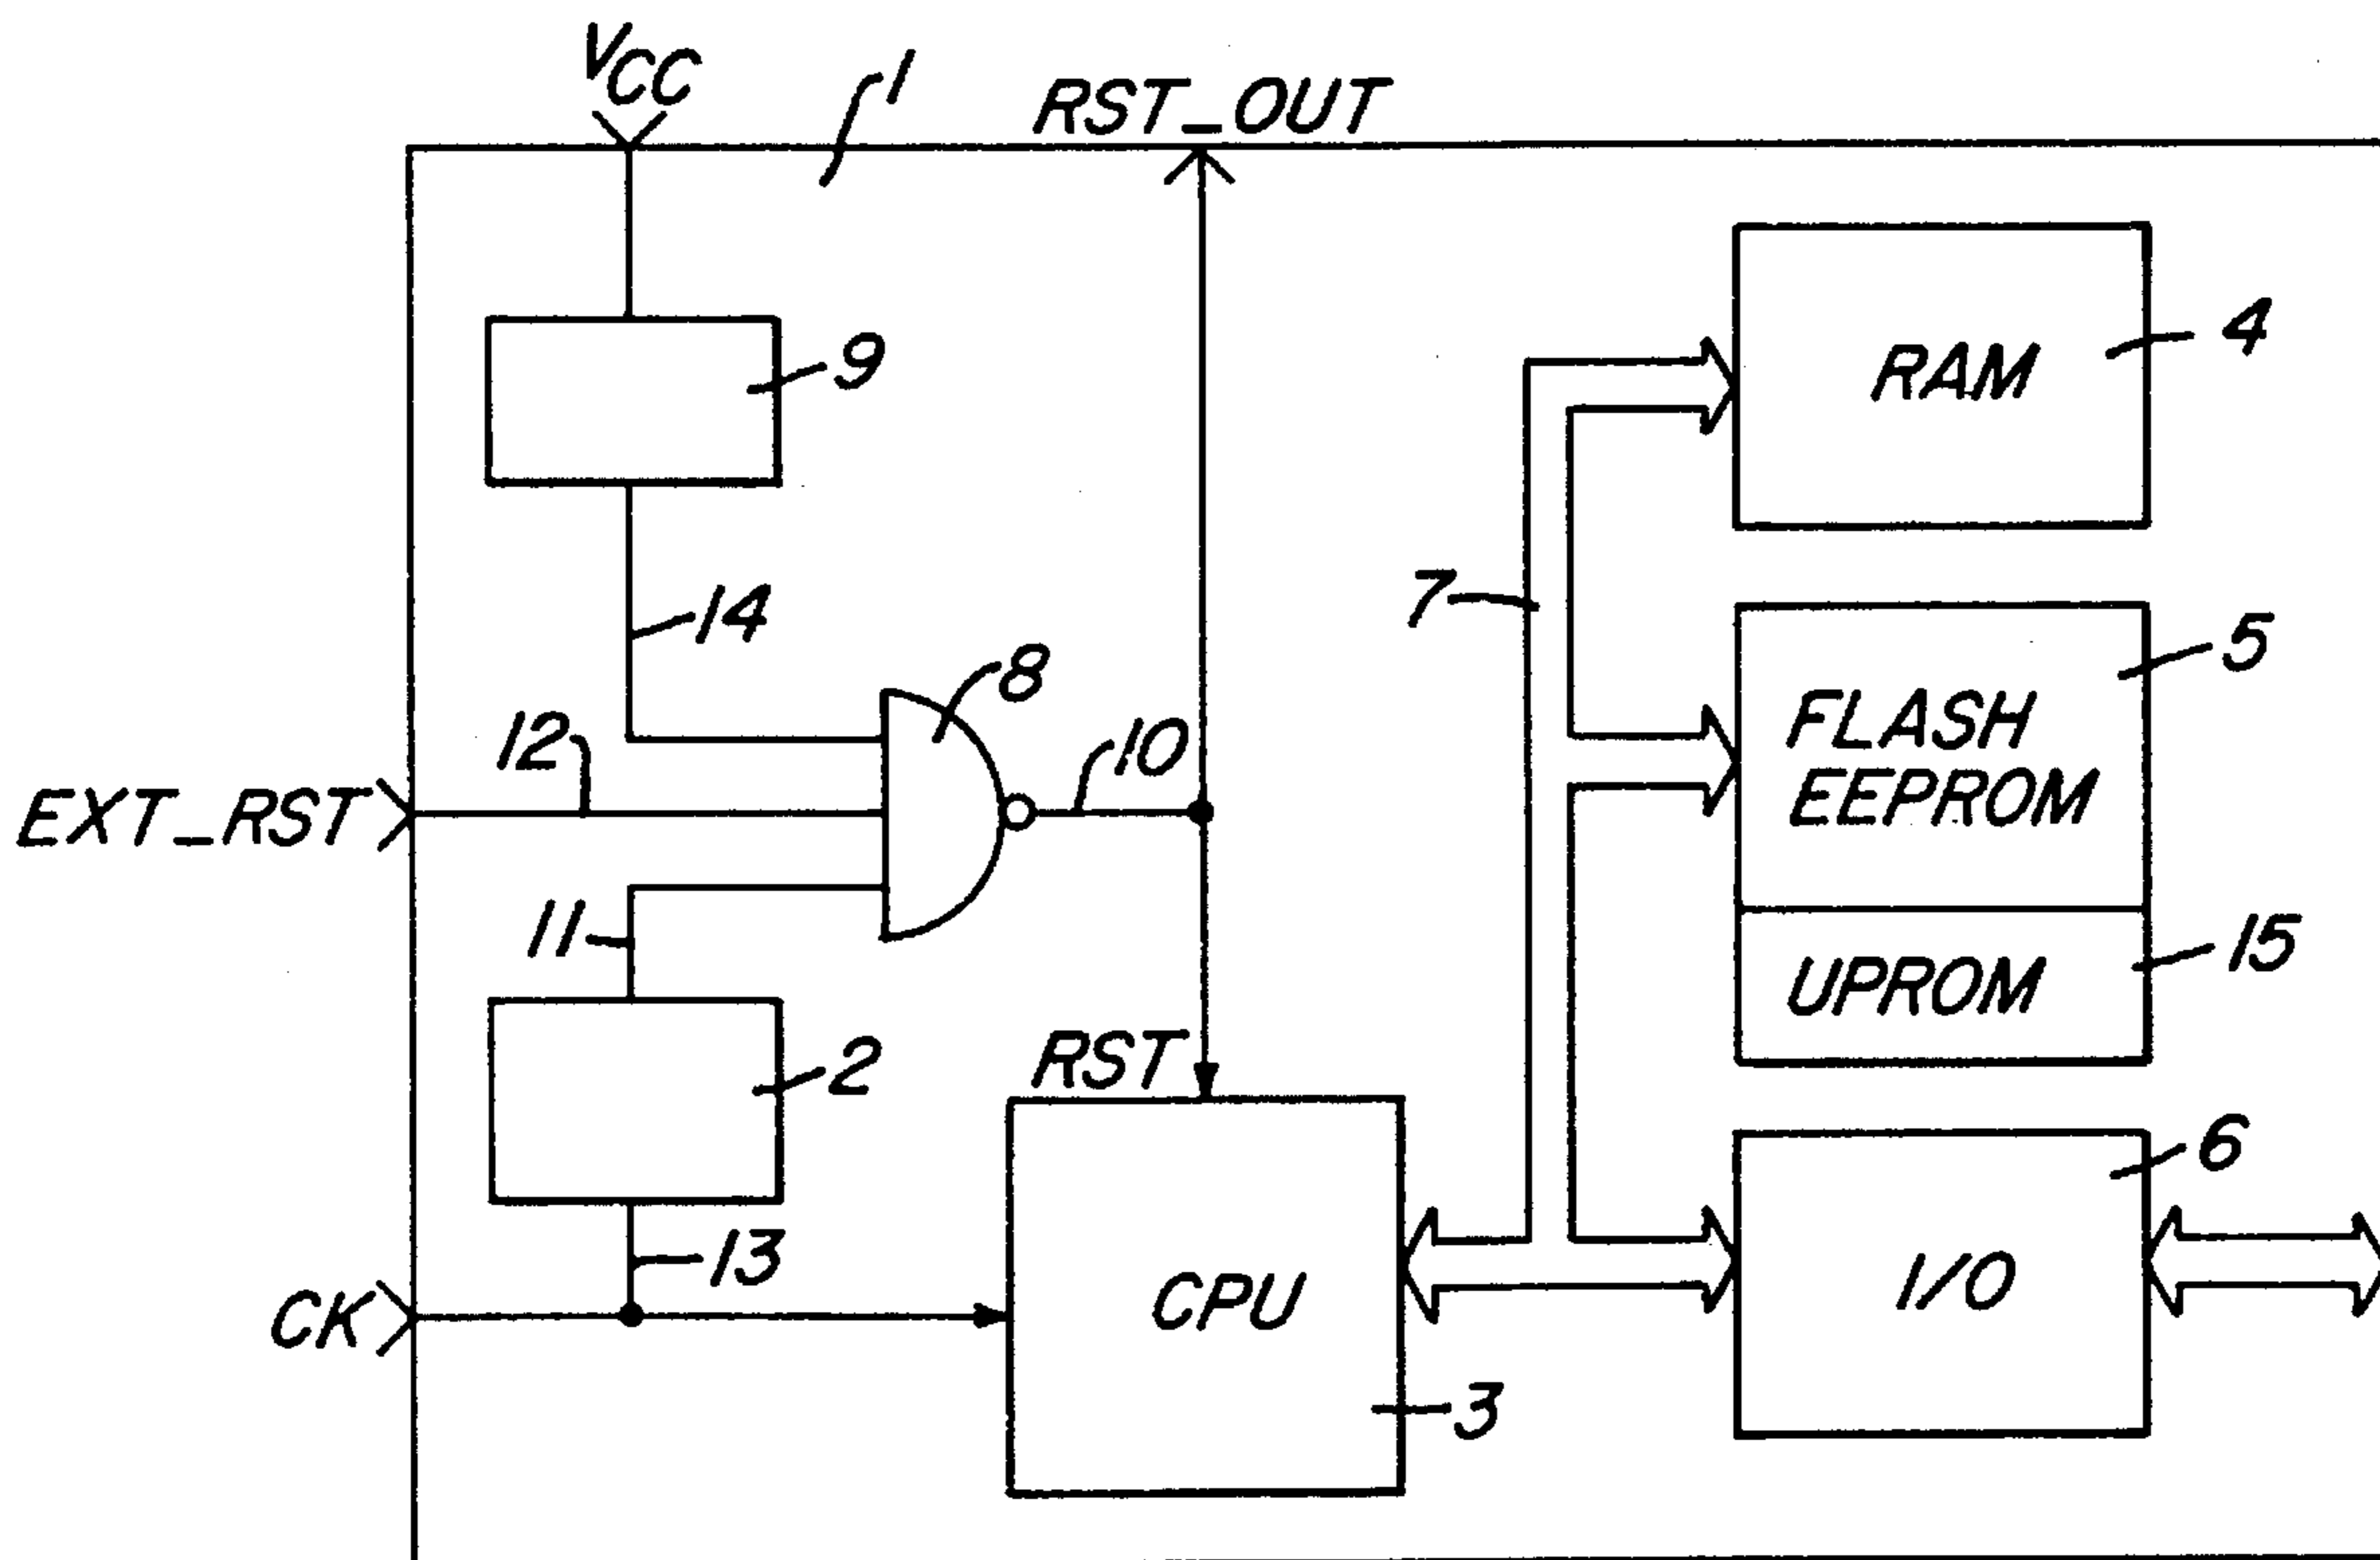 VCC
1
RST_OUT
9
RAM
4
14
7
8
5
12
10
FLASH
EEPROM
EXT_RST
11
15
UPROM
2
RST
6
13
CK
CPU
I/O
3